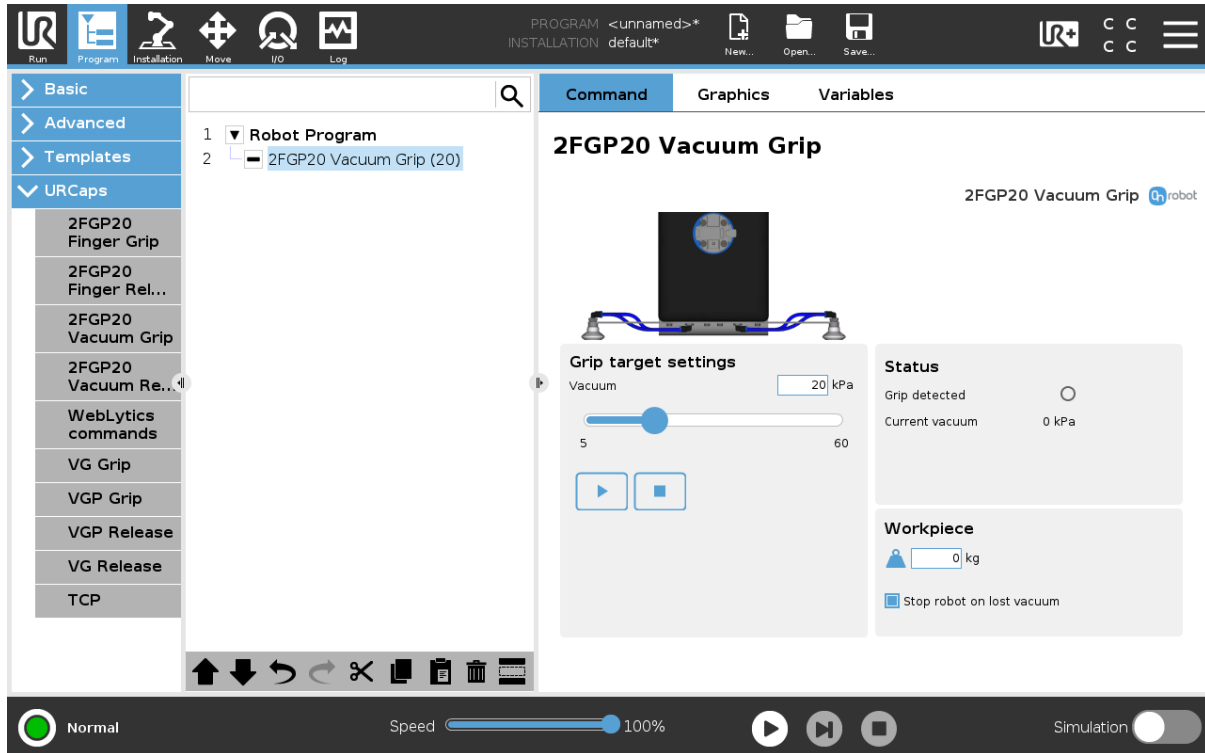 UR
Run
Program
Installation
Move
I/O
Log
PROGRAM <unnamed>*
INSTALLATION default*
New...
Open...
Save...
UR+
C C
C C
Basic
Advanced
Templates
URCaps
2FGP20
Finger Grip
2FGP20
Finger Rel...
2FGP20
Vacuum Grip
2FGP20
Vacuum Re...
WebLytics
commands
VG Grip
VGP Grip
VGP Release
VG Release
TCP
1 Robot Program
2 2FGP20 Vacuum Grip (20)
Command Graphics Variables
2FGP20 Vacuum Grip
2FGP20 Vacuum Grip OnRobot
Grip target settings
Vacuum 20 kPa
5 60
Status
Grip detected
Current vacuum 0 kPa
Workpiece
0 kg
Stop robot on lost vacuum
Normal
Speed 100%
Simulation